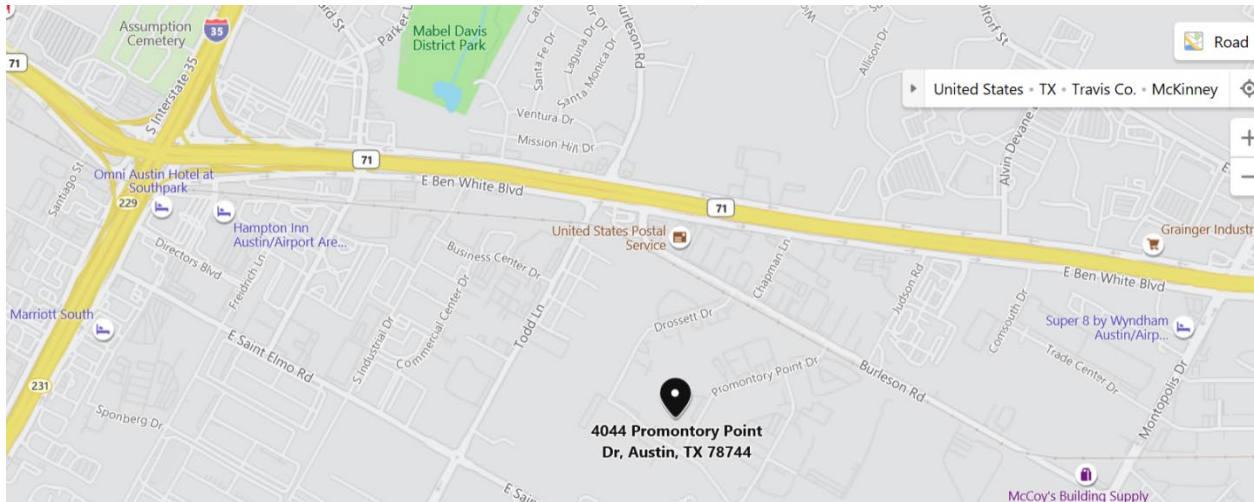 Assumption
Cemetery
35
71
S Interstate 35
Parker L
Mabel Davis
District Park
Santa Fe Dr
Laguna Dr
Santa Monica Dr
Burleson Rd
Allison Dr
Road
United States • TX • Travis Co. • McKinney
Ventura Dr
Mission Hill Dr
Alvin Devane
71
Santiago St
Omni Austin Hotel at
Southpark
229
E Ben White Blvd
71
Hampton Inn
Austin/Airport Are...
United States Postal
Service
Grainger Industr
Directors Blvd
Freidrich Ln
Business Center Dr
Chapman Ln
E Ben White Blvd
Marriott South
S Industrial Dr
Commercial Center Dr
Todd Ln
Drossett Dr
Judson Rd
Comsouth Dr
Super 8 by Wyndham
Austin/Airp...
E Saint Elmo Rd
Trade Center Dr
231
Promontory Point Dr
Burleson Rd
Montopolis Dr
Sponberg Dr
4044 Promontory Point
Dr, Austin, TX 78744
E Sai
McCoy's Building Supply